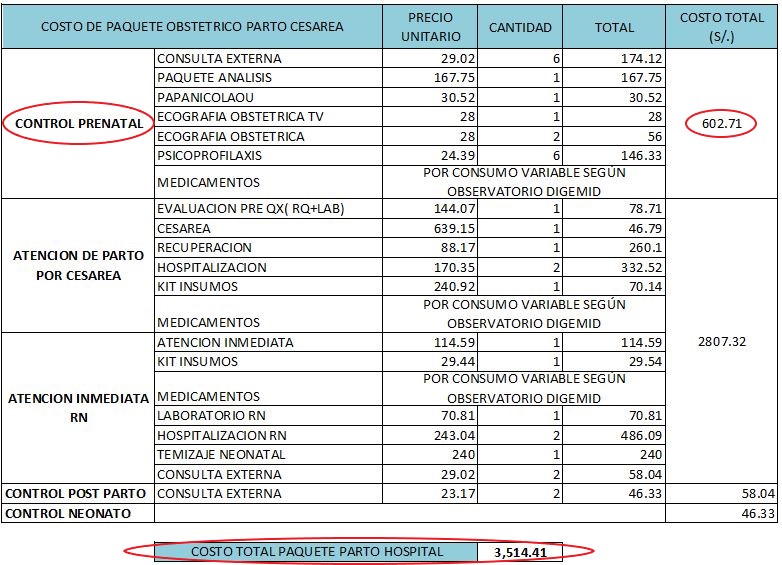 COSTO DE PAQUETE OBSTETRICO PARTO CESAREA PRECIO UNITARIO CANTIDAD TOTAL COSTO TOTAL (S/.)
CONTROL PRENATAL
CONSULTA EXTERNA 29.02 6 174.12
PAQUETE ANALISIS 167.75 1 167.75
PAPANICOLAOU 30.52 1 30.52
ECOGRAFIA OBSTETRICA TV 28 1 28
ECOGRAFIA OBSTETRICA 28 2 56
PSICOPROFILAXIS 24.39 6 146.33
MEDICAMENTOS POR CONSUMO VARIABLE SEGÚN OBSERVATORIO DIGEMID
602.71
ATENCION DE PARTO POR CESAREA
EVALUACION PRE QX( RQ+LAB) 144.07 1 78.71
CESAREA 639.15 1 46.79
RECUPERACION 88.17 1 260.1
HOSPITALIZACION 170.35 2 332.52
KIT INSUMOS 240.92 1 70.14
MEDICAMENTOS POR CONSUMO VARIABLE SEGÚN OBSERVATORIO DIGEMID
ATENCION INMEDIATA RN
ATENCION INMEDIATA 114.59 1 114.59
KIT INSUMOS 29.44 1 29.54
MEDICAMENTOS POR CONSUMO VARIABLE SEGÚN OBSERVATORIO DIGEMID
LABORATORIO RN 70.81 1 70.81
HOSPITALIZACION RN 243.04 2 486.09
TEMIZAJE NEONATAL 240 1 240
CONSULTA EXTERNA 29.02 2 58.04
2807.32
CONTROL POST PARTO CONSULTA EXTERNA 23.17 2 46.33 58.04
CONTROL NEONATO 46.33
COSTO TOTAL PAQUETE PARTO HOSPITAL 3,514.41